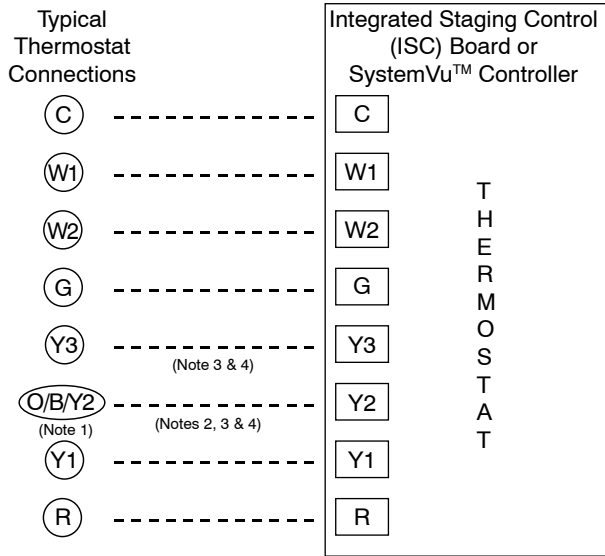 Typical
Thermostat
Connections
Integrated Staging Control
(ISC) Board or
SystemVu™ Controller
C
C
W1
W1
W2
W2
G
G
Y3
(Note 3 & 4)
Y3
O/B/Y2
(Note 1)
(Notes 2, 3 & 4)
Y2
Y1
Y1
R
R
THERMOSTAT